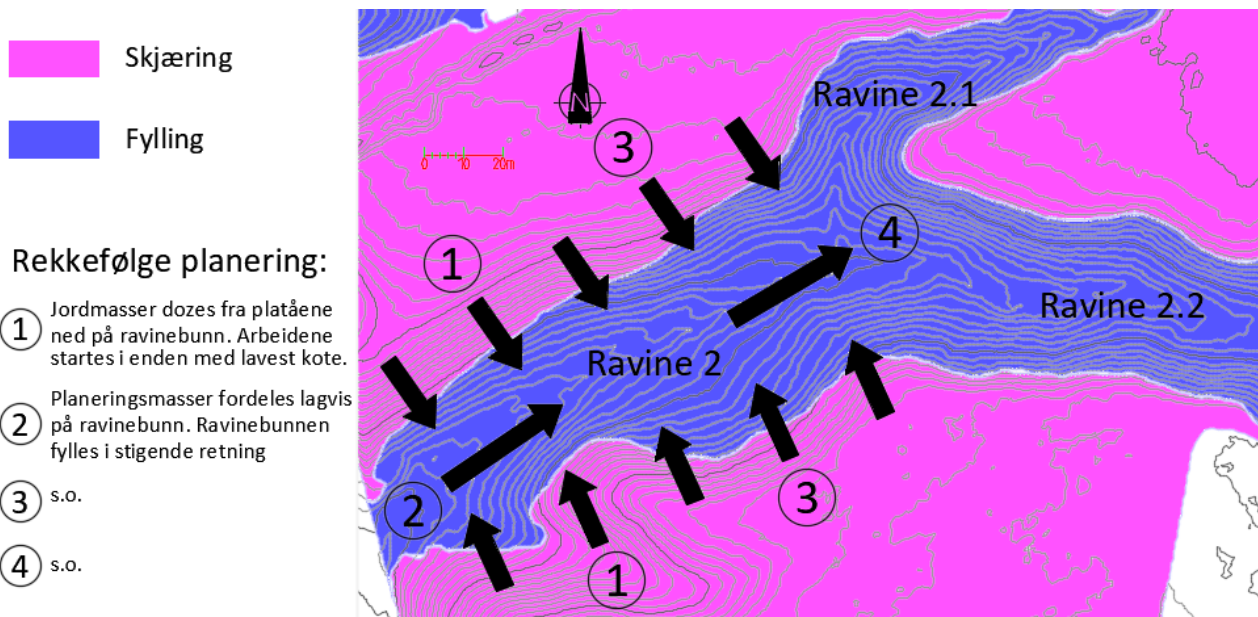 Skjæring
Fylling
Rekkefølge planering:
1 Jordmasser dozes fra platåene
ned på ravinebunn. Arbeidene
startes i enden med lavest kote.
2 Planeringsmasser fordeles lagvis
på ravinebunn. Ravinebunnen
fylles i stigende retning
3 s.o.
4 s.o.
N
0 10 20m
Ravine 2.1
3
4
1
Ravine 2.2
Ravine 2
2
3
1